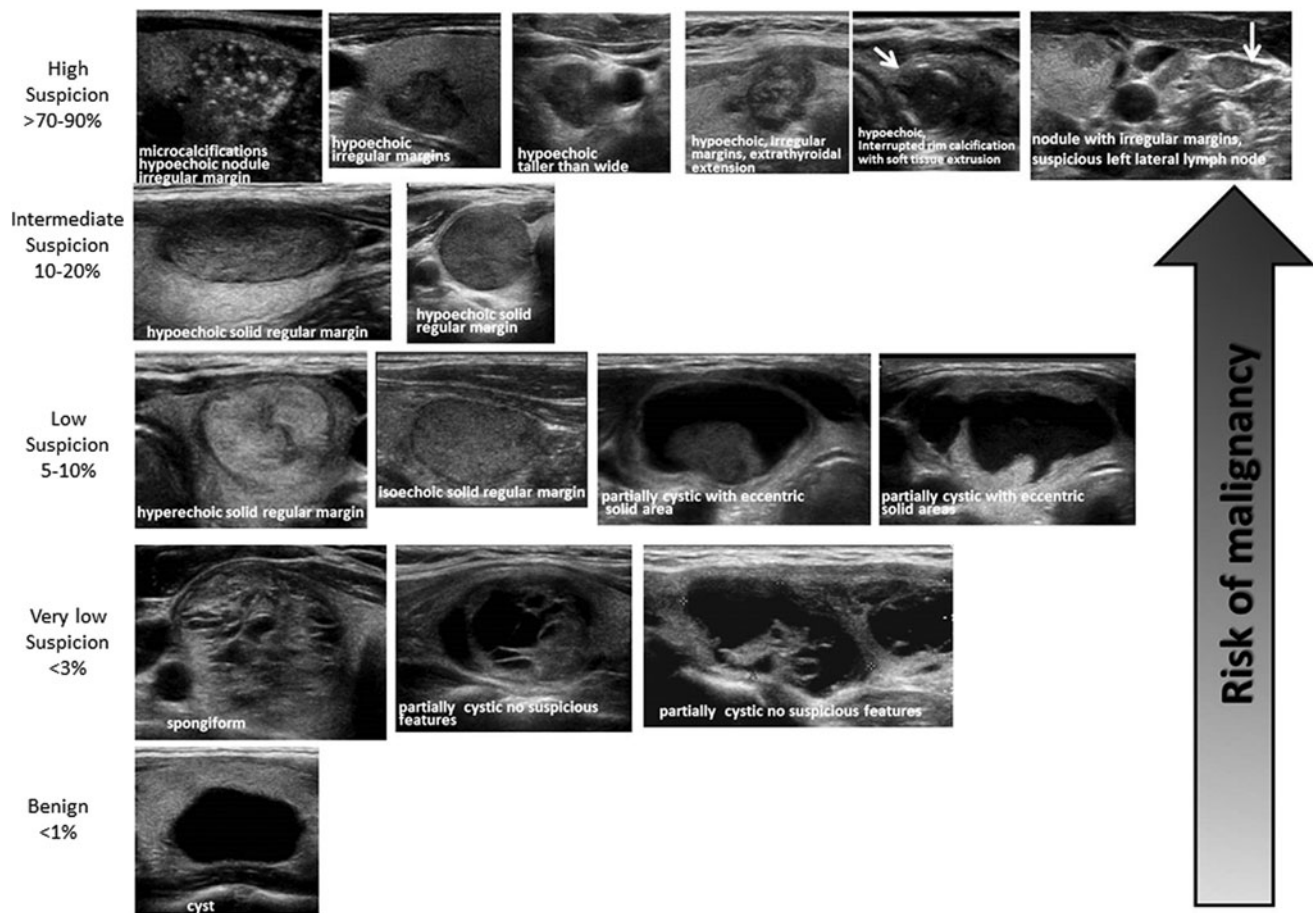 High
Suspicion
>70-90%
microcalcifications
hypoechoic nodule
irregular margin
hypoechoic
irregular margins
hypoechoic
taller than wide
hypoechoic, irregular
margins, extrathyroidal
extension
hypoechoic,
Interrupted rim calcification
with soft tissue extrusion
nodule with irregular margins,
suspicious left lateral lymph node
Intermediate
Suspicion
10-20%
hypoechoic solid regular margin
hypoechoic solid
regular margin
Low
Suspicion
5-10%
hyperechoic solid regular margin
isoechoic solid regular margin
partially cystic with eccentric
solid area
partially cystic with eccentric
solid areas
Very low
Suspicion
<3%
spongiform
partially cystic no suspicious
features
partially cystic no suspicious features
Benign
<1%
cyst
Risk of malignancy